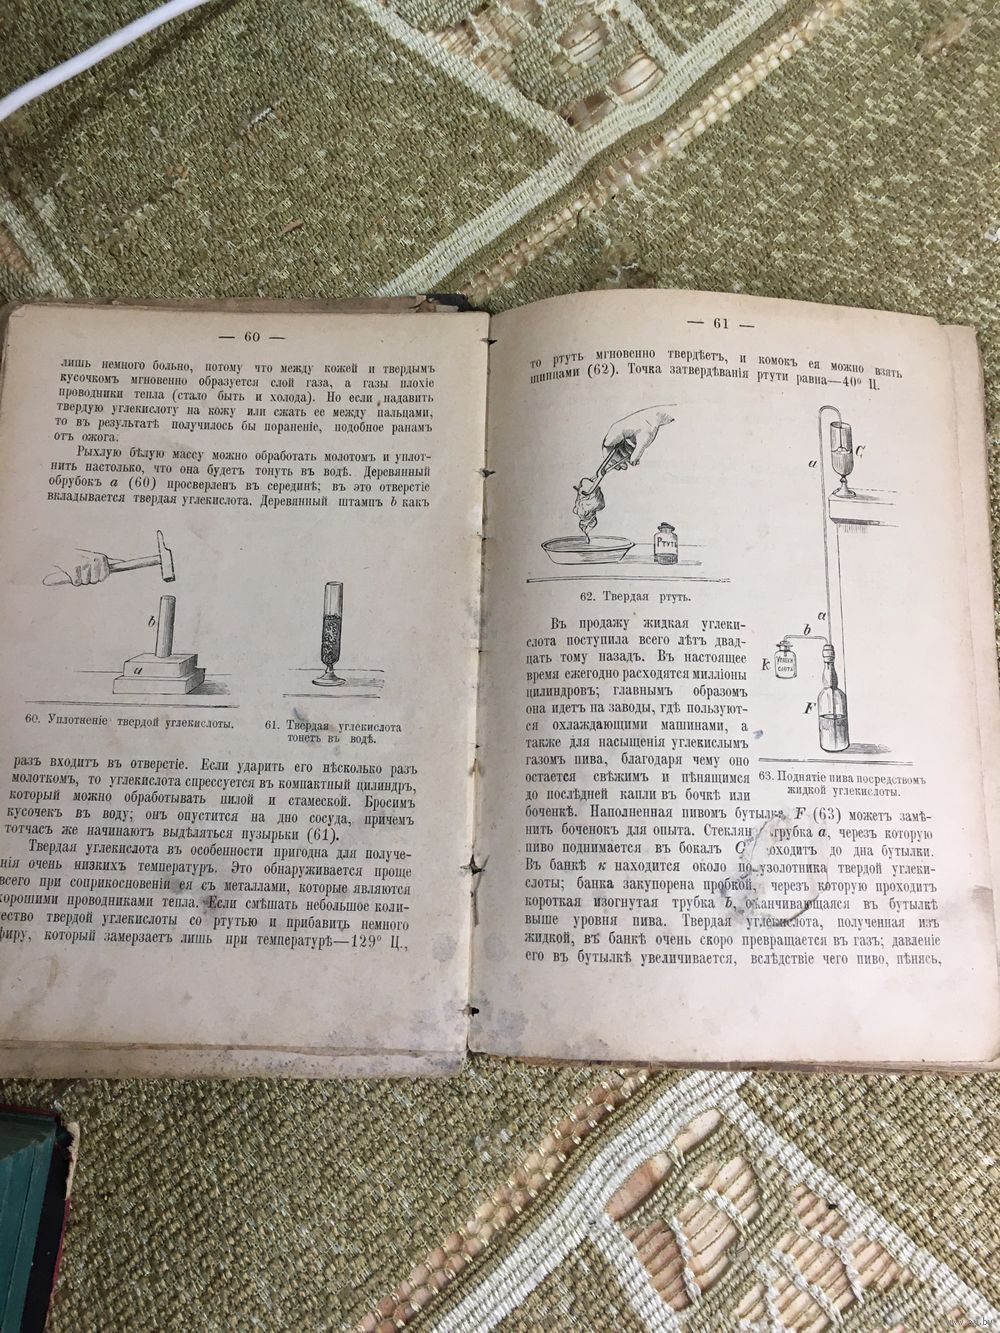 — 60 —
лишь немного больно, потому что между кожей и твердымъ
кусочкомъ мгновенно образуется слой газа, а газы плохіе
проводники тепла (стало быть и холода). Но если надавить
твердую углекислоту на кожу или сжать ее между пальцами,
то въ результатѣ получилось бы пораненіе, подобное ранамъ
отъ ожога.
Рыхлую бѣлую массу можно обработать молотомъ и уплот-
нить настолько, что она будетъ тонуть въ водѣ. Деревянный
обрубокъ a (60) просверленъ въ серединѣ; въ это отверстіе
вкладывается твердая углекислота. Деревянный штампъ b какъ
b
a
60. Уплотненіе твердой углекислоты.
61. Твердая углекислота
тонетъ въ водѣ.
разъ входитъ въ отверстіе. Если ударить его нѣсколько разъ
молоткомъ, то углекислота спрессуется въ компактный цилиндръ,
который можно обработывать пилой и стамеской. Бросимъ
кусочекъ въ воду; онъ опустится на дно сосуда, причемъ
тотчасъ же начинаютъ выдѣляться пузырьки (61).
Твердая углекислота въ особенности пригодна для получе-
нія очень низкихъ температуръ. Это обнаруживается проще
всего при соприкосновеніи ея съ металлами, которые являются
хорошими проводниками тепла. Если смѣшать небольшое коли-
чество твердой углекислоты со ртутью и прибавить немного
эфиру, который замерзаетъ лишь при температурѣ—129° Ц.,
— 61 —
то ртуть мгновенно твердѣетъ, и комокъ ея можно взять
щипцами (62). Точка затвердѣванія ртути равна—40° Ц.
Ртуть
62. Твердая ртуть.
a
C
a
b
k
Углекислота
F
63. Поднятіе пива посредствомъ
жидкой углекислоты.
Въ продажу жидкая углеки-
слота поступила всего лѣтъ двад-
цать тому назадъ. Въ настоящее
время ежегодно расходятся милліоны
цилиндровъ; главнымъ образомъ
она идетъ на заводы, гдѣ пользуют-
ся охлаждающими машинами, а
также для насыщенія углекислымъ
газомъ пива, благодаря чему оно
остается свѣжимъ и пѣнящимся
до послѣдней капли въ бочкѣ или
боченкѣ. Наполненная пивомъ бутылка F (63) можетъ замѣ-
нить боченокъ для опыта. трубка a, черезъ которую
пиво поднимается въ бокалъ C до дна бутылки.
Въ банкѣ к находится около полузолотника твердой углеки-
слоты; банка закупорена пробкой, черезъ которую проходитъ
короткая изогнутая трубка b, оканчивающаяся въ бутылкѣ
выше уровня пива. Твердая углекислота, полученная изъ
жидкой, въ банкѣ очень скоро превращается въ газъ; давленіе
его въ бутылкѣ увеличивается, вслѣдствіе чего пиво, пѣнясь,